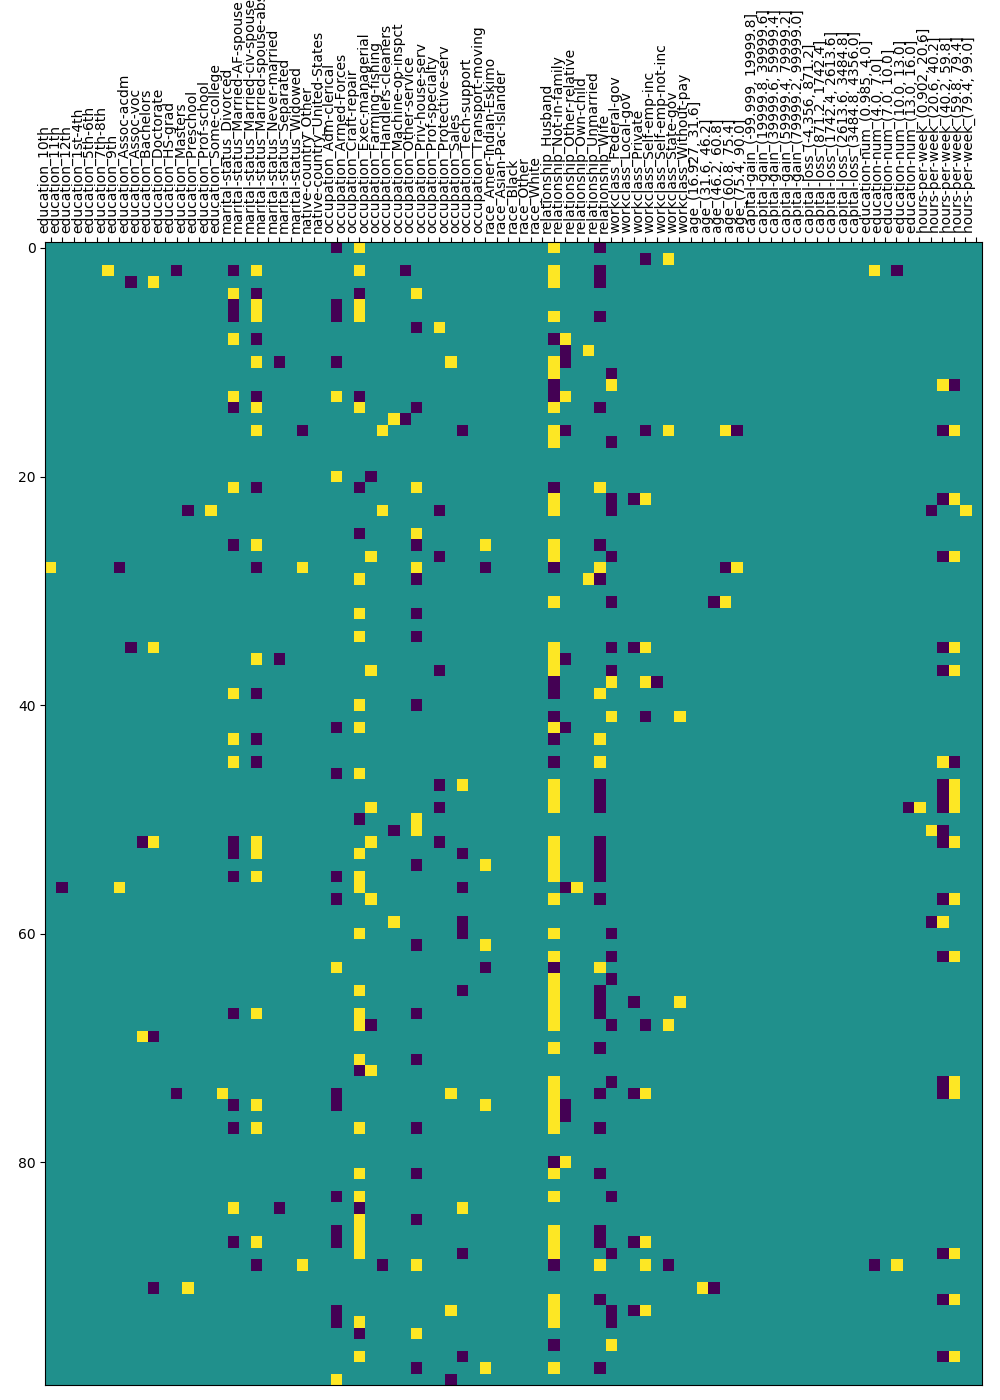 education_10th
education_11th
education_12th
education_1st-4th
education_5th-6th
education_7th-8th
education_9th
education_Assoc-acdm
education_Assoc-voc
education_Bachelors
education_Doctorate
education_HS-grad
education_Masters
education_Preschool
education_Prof-school
education_Some-college
marital-status_Divorced
marital-status_Married-AF-spouse
marital-status_Married-civ-spouse
marital-status_Married-spouse-abs
marital-status_Never-married
marital-status_Separated
marital-status_Widowed
native-country_Other
native-country_United-States
occupation_Adm-clerical
occupation_Armed-Forces
occupation_Craft-repair
occupation_Exec-managerial
occupation_Farming-fishing
occupation_Handlers-cleaners
occupation_Machine-op-inspct
occupation_Other-service
occupation_Priv-house-serv
occupation_Prof-specialty
occupation_Protective-serv
occupation_Sales
occupation_Tech-support
occupation_Transport-moving
race_Amer-Indian-Eskimo
race_Asian-Pac-Islander
race_Black
race_Other
race_White
relationship_Husband
relationship_Not-in-family
relationship_Other-relative
relationship_Own-child
relationship_Unmarried
relationship_Wife
workclass_Federal-gov
workclass_Local-gov
workclass_Private
workclass_Self-emp-inc
workclass_Self-emp-not-inc
workclass_State-gov
workclass_Without-pay
age_(16.927, 31.6]
age_(31.6, 46.2]
age_(46.2, 60.8]
age_(60.8, 75.4]
age_(75.4, 90.0]
capital-gain_(-99.999, 19999.8]
capital-gain_(19999.8, 39999.6]
capital-gain_(39999.6, 59999.4]
capital-gain_(59999.4, 79999.2]
capital-gain_(79999.2, 99999.0]
capital-loss_(-4.356, 871.2]
capital-loss_(871.2, 1742.4]
capital-loss_(1742.4, 2613.6]
capital-loss_(2613.6, 3484.8]
capital-loss_(3484.8, 4356.0]
education-num_(0.985, 4.0]
education-num_(4.0, 7.0]
education-num_(7.0, 10.0]
education-num_(10.0, 13.0]
education-num_(13.0, 16.0]
hours-per-week_(0.902, 20.6]
hours-per-week_(20.6, 40.2]
hours-per-week_(40.2, 59.8]
hours-per-week_(59.8, 79.4]
hours-per-week_(79.4, 99.0]
0
20
40
60
80